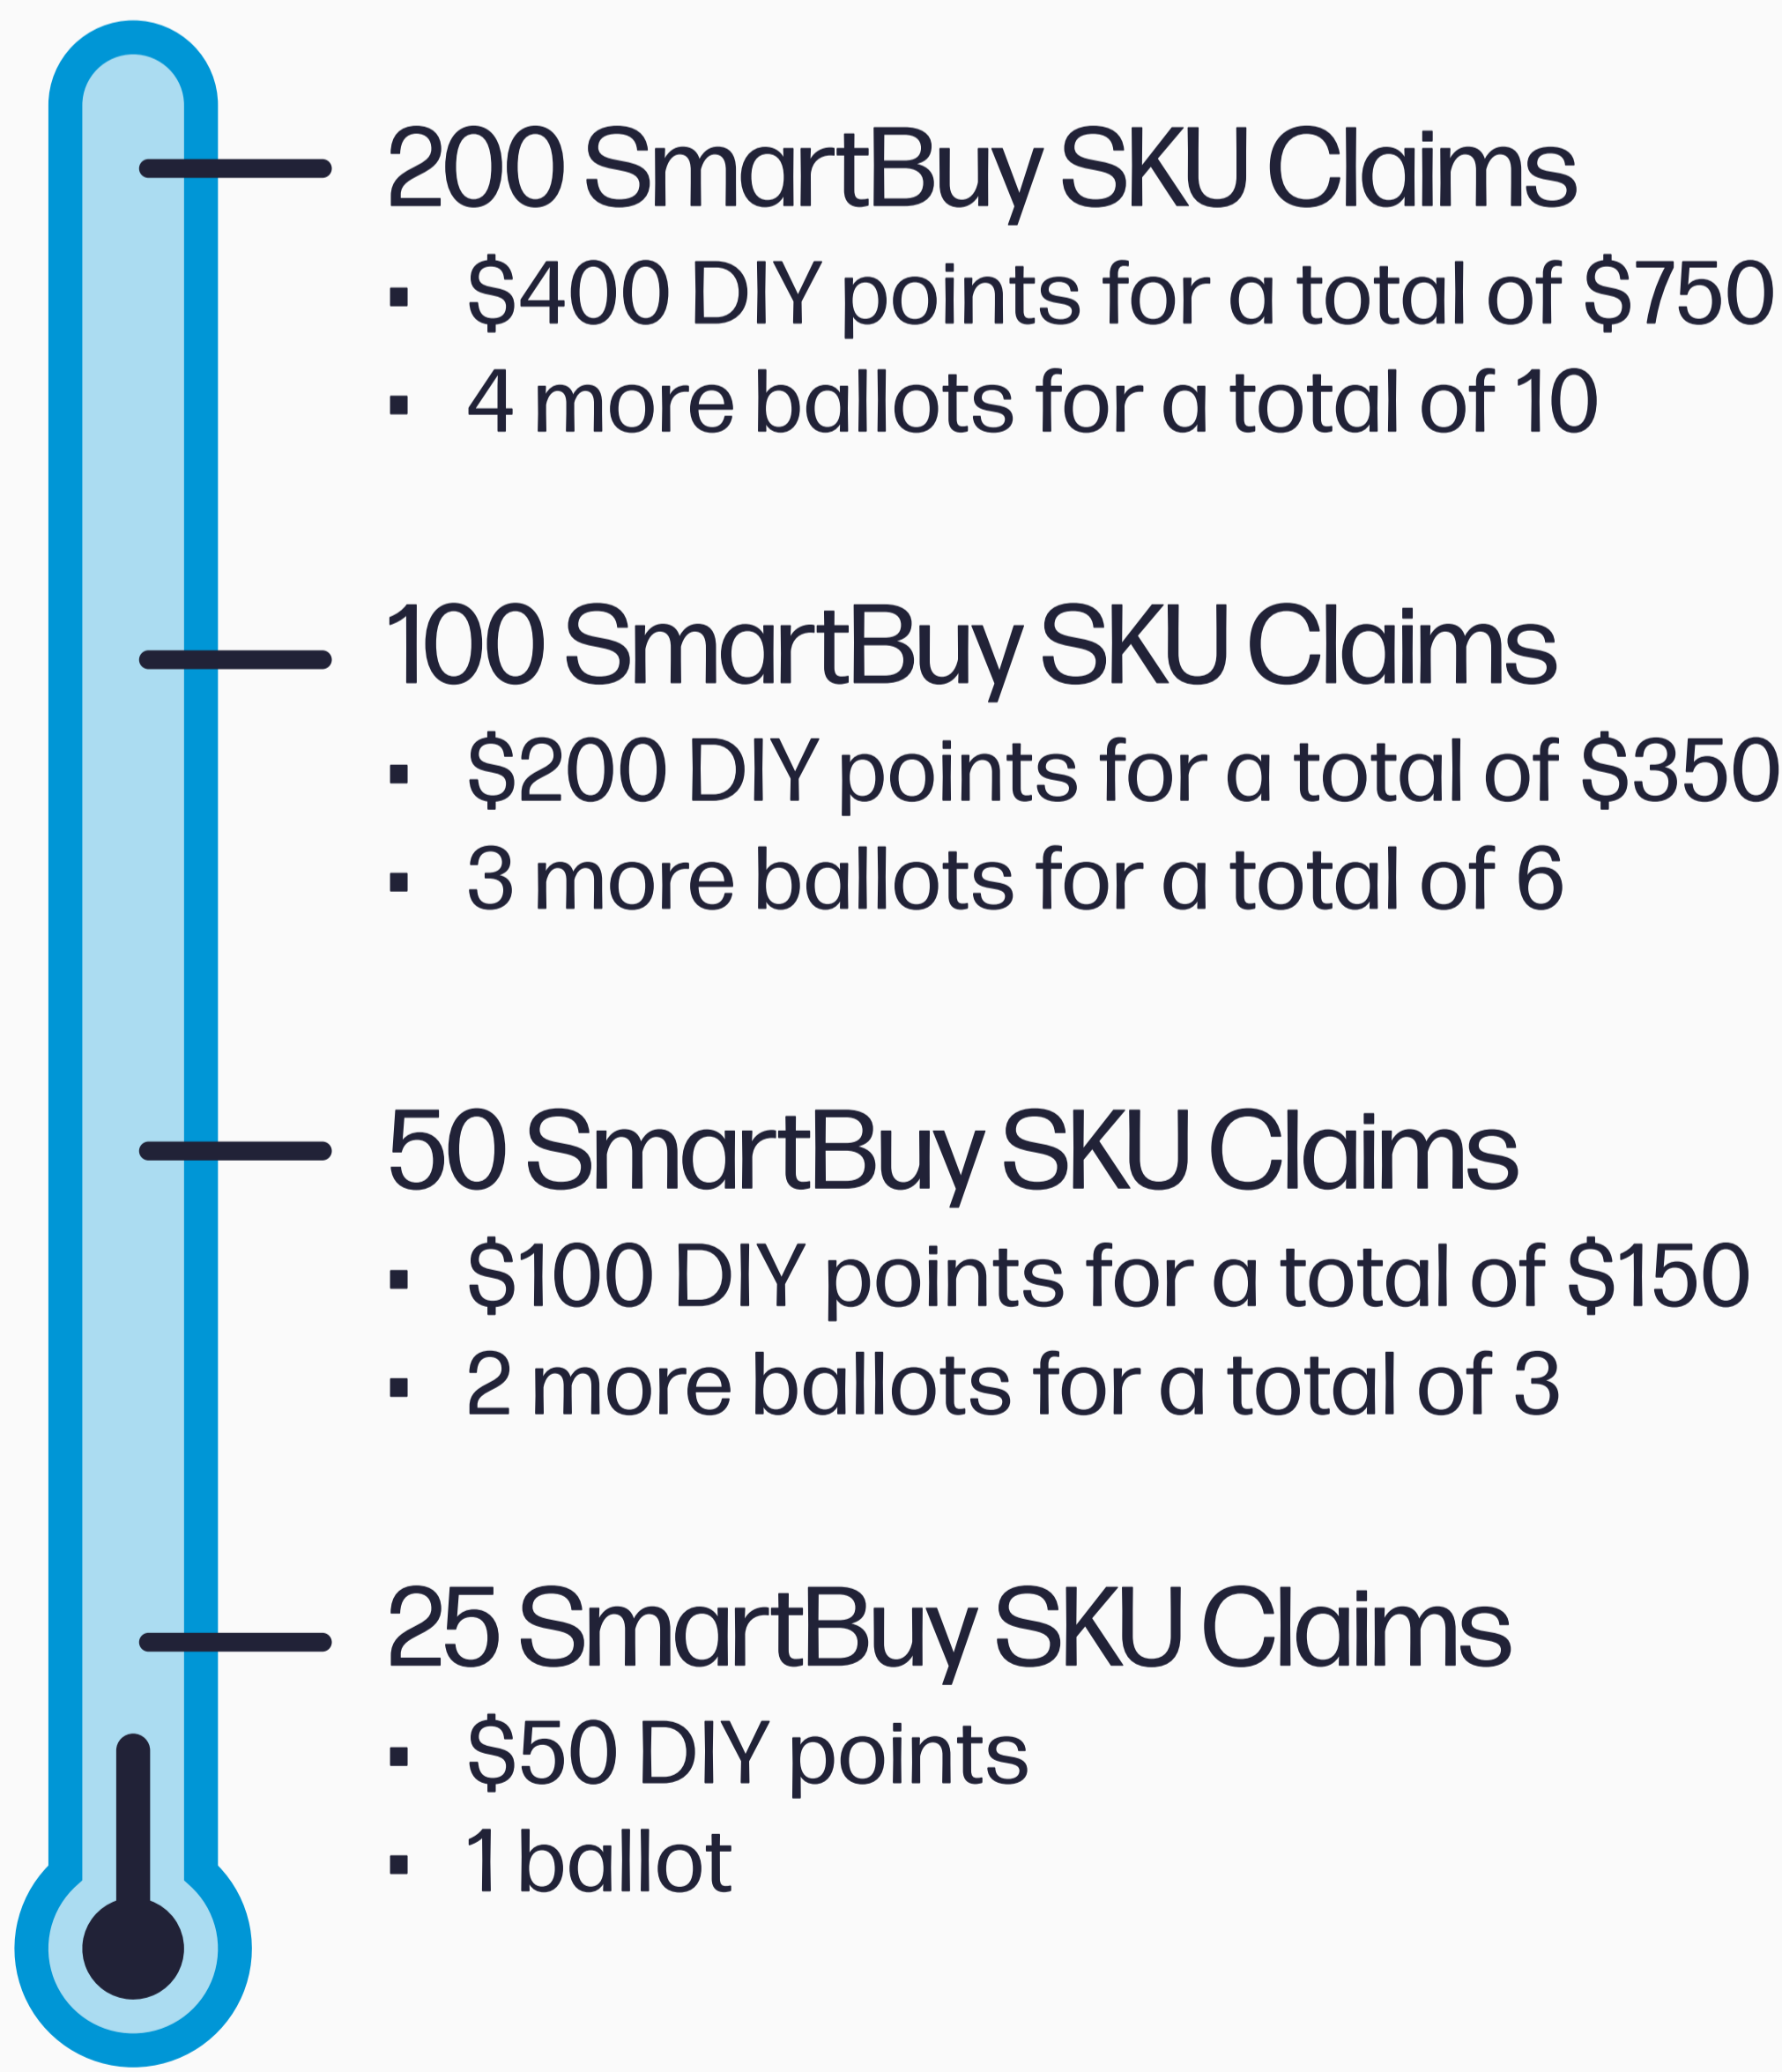 200 SmartBuy SKU Claims
▪ $400 DIY points for a total of $750
▪ 4 more ballots for a total of 10
100 SmartBuy SKU Claims
▪ $200 DIY points for a total of $350
▪ 3 more ballots for a total of 6
50 SmartBuy SKU Claims
▪ $100 DIY points for a total of $150
▪ 2 more ballots for a total of 3
25 SmartBuy SKU Claims
▪ $50 DIY points
▪ 1 ballot